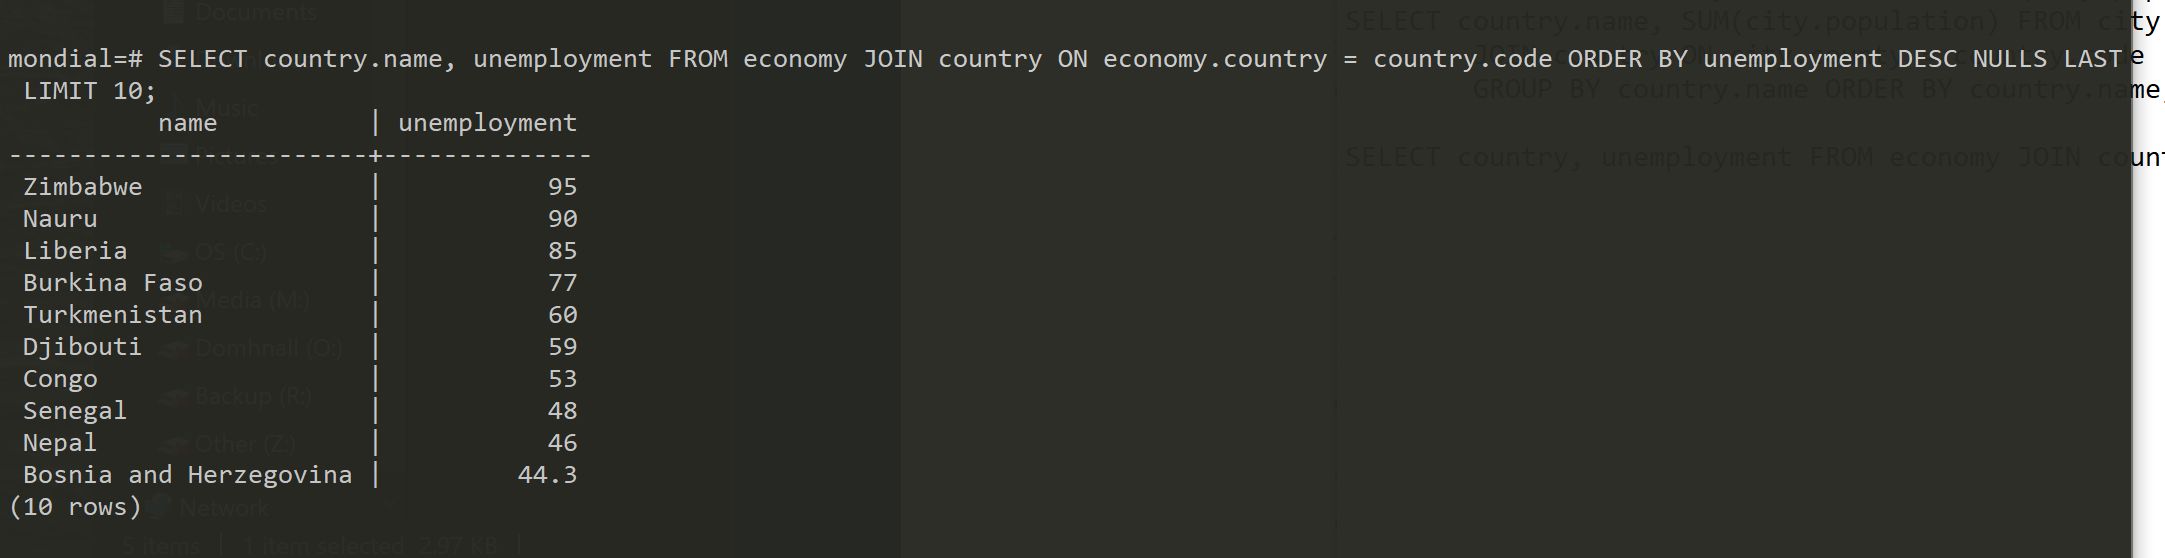 mondial=# SELECT country.name, unemployment FROM economy JOIN country ON economy.country = country.code ORDER BY unemployment DESC NULLS LAST
LIMIT 10;
name | unemployment
------------------------+--------------
Zimbabwe | 95
Nauru | 90
Liberia | 85
Burkina Faso | 77
Turkmenistan | 60
Djibouti | 59
Congo | 53
Senegal | 48
Nepal | 46
Bosnia and Herzegovina | 44.3
(10 rows)
SELECT country.name, SUM(city.population) FROM city
GROUP BY country.name ORDER BY country.name,
SELECT country, unemployment FROM economy JOIN count
Documents
Music
Pictures
Videos
OS (C:)
Media (M:)
Domhnall (O:)
Backup (R:)
Other (Z:)
Network
5 items | 1 item selected 2.97 KB |